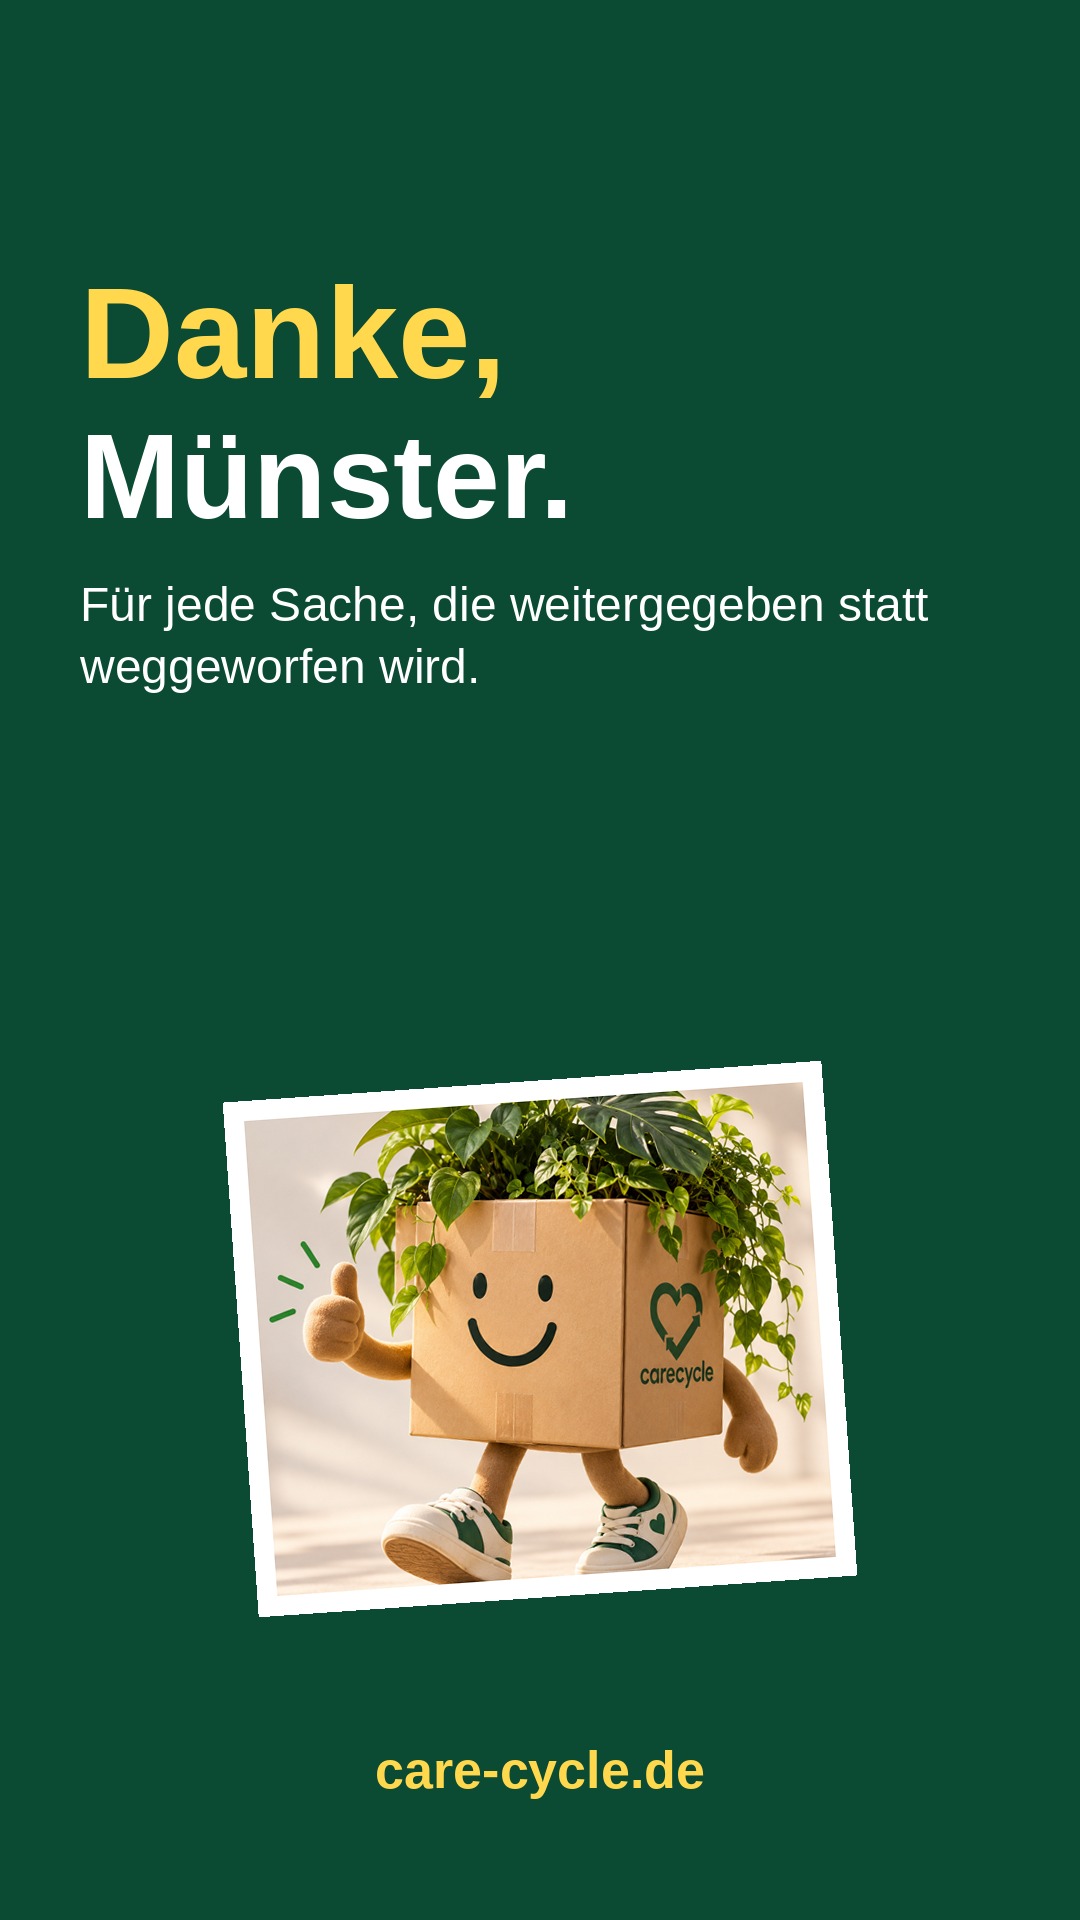 Danke,
Münster.
Für jede Sache, die weitergegeben statt
weggeworfen wird.
carecycle
care-cycle.de